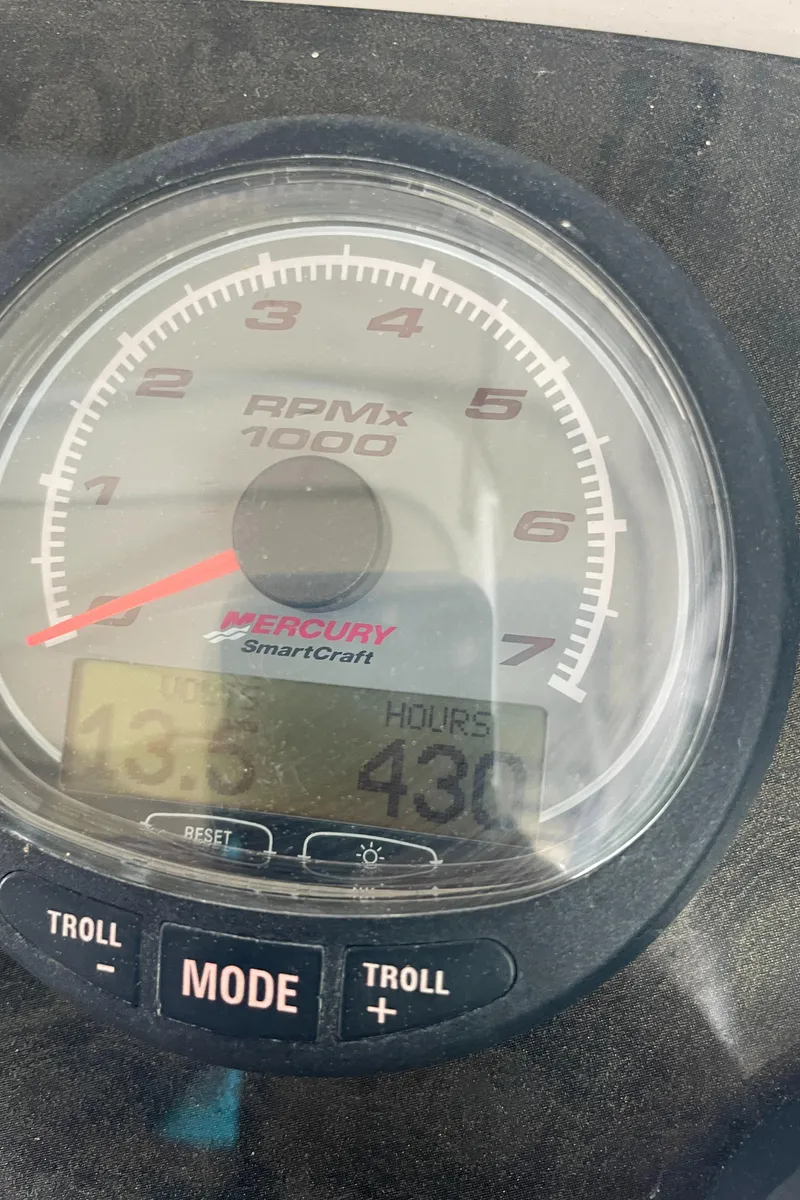 3 4
2 5
RPMx
1000
1
6
0
MERCURY
SmartCraft
7
VOLTS HOURS
13.5 430
RESET
TROLL
-
MODE
TROLL
+